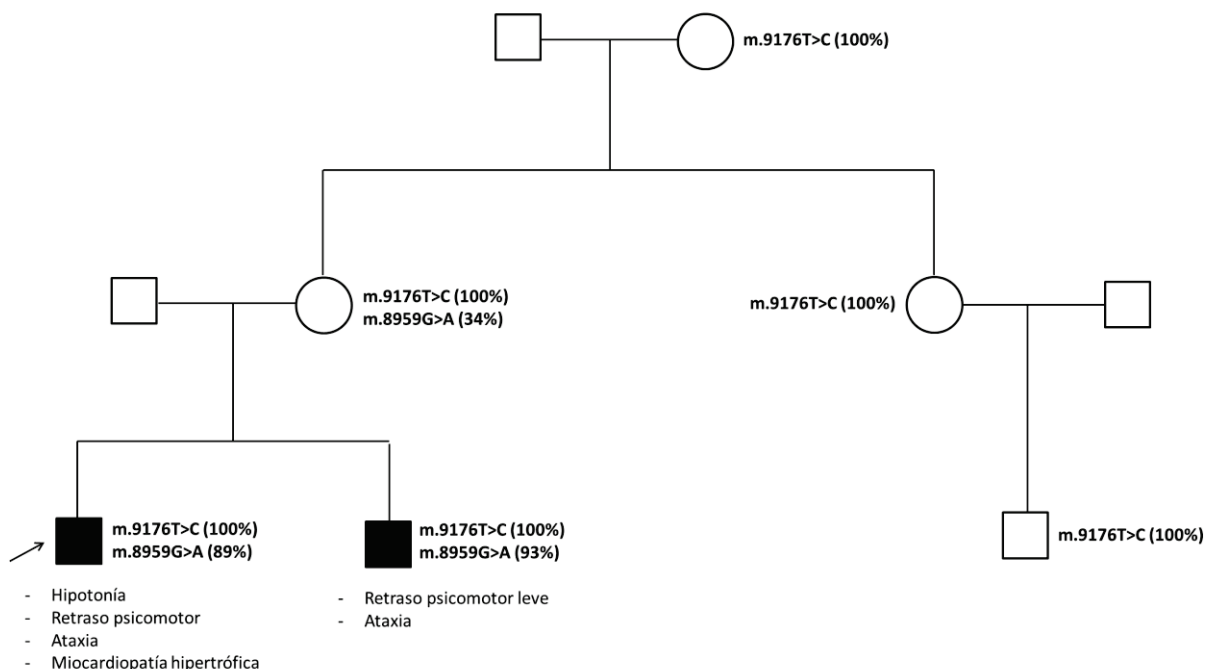 m.9176T>C (100%)
m.9176T>C (100%)
m.8959G>A (34%)
m.9176T>C (100%)
m.9176T>C (100%)
m.8959G>A (89%)
m.9176T>C (100%)
m.8959G>A (93%)
m.9176T>C (100%)
- Hipotonía
- Retraso psicomotor
- Ataxia
- Miocardiopatía hipertrófica
- Retraso psicomotor leve
- Ataxia